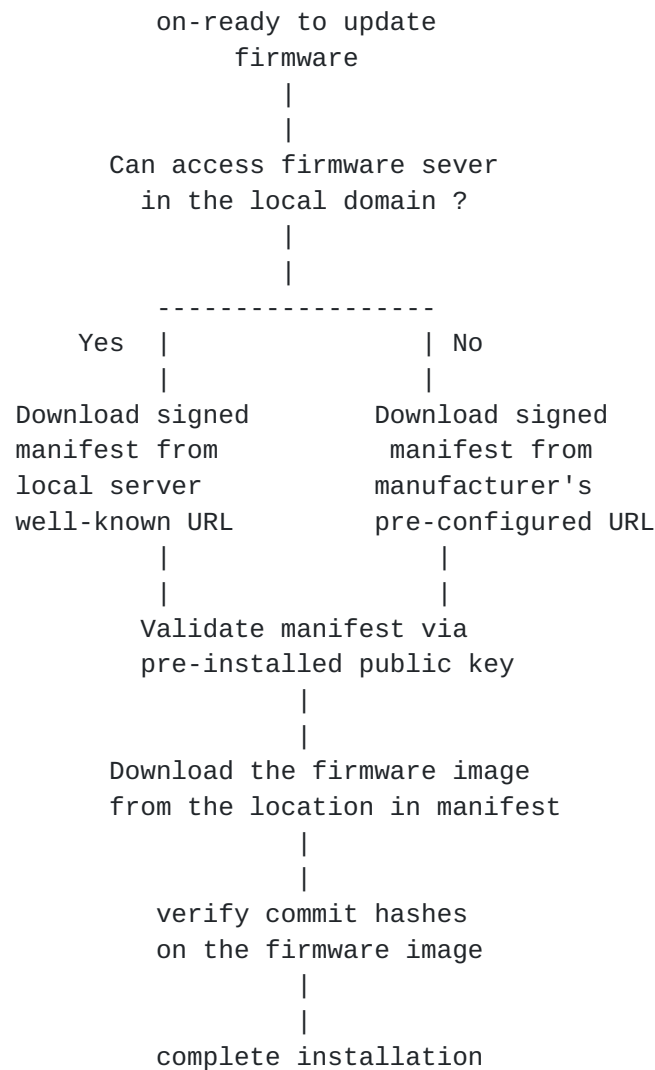 on-ready to update
firmware
|
|
Can access firmware sever
in the local domain ?
|
|
------------------
Yes | | No
| |
Download signed Download signed
manifest from manifest from
local server manufacturer's
well-known URL pre-configured URL
| |
| |
Validate manifest via
pre-installed public key
|
|
Download the firmware image
from the location in manifest
|
|
verify commit hashes
on the firmware image
|
|
complete installation